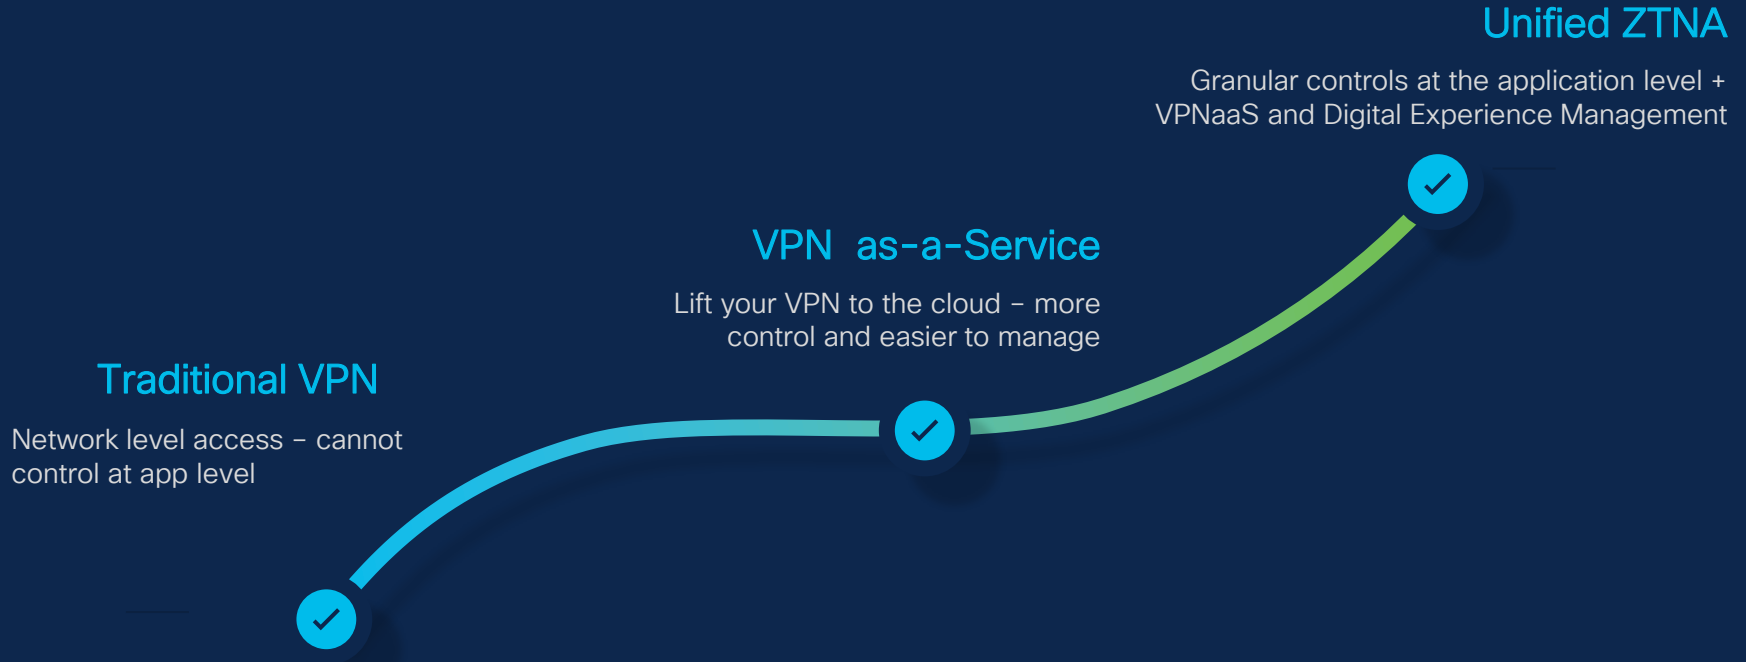 Unified ZTNA
Granular controls at the application level +
VPNaaS and Digital Experience Management
VPN as-a-Service
Lift your VPN to the cloud – more
control and easier to manage
Traditional VPN
Network level access – cannot
control at app level